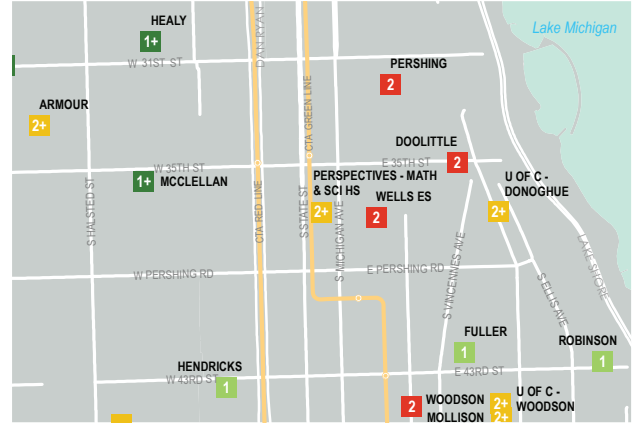 HEALY
1+
DAN RYAN
Lake Michigan
W 31ST ST
PERSHING
2
ARMOUR
2+
CTA GREEN LINE
DOOLITTLE
2
E 35TH ST
W 35TH ST
1+
MCCLELLAN
PERSPECTIVES - MATH
& SCI HS
2+
WELLS ES
2
U OF C -
DONOGHUE
2+
S HALSTED ST
CTA RED LINE
S STATE ST
S MICHIGAN AVE
S VINCENNES AVE
LAKE SHORE
W PERSHING RD
E PERSHING RD
S ELLIS AVE
FULLER
1
ROBINSON
1
HENDRICKS
1
W 43RD ST
E 43RD ST
2
WOODSON
MOLLISON
2+
2+
U OF C -
WOODSON